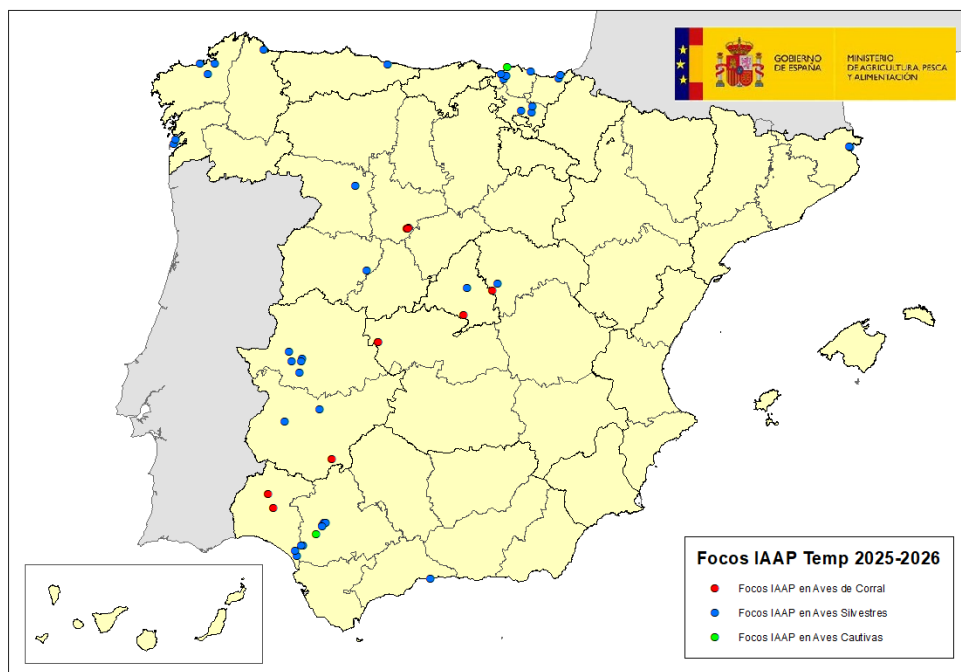 GOBIERNO
DE ESPAÑA
MINISTERIO
DE AGRICULTURA, PESCA
Y ALIMENTACIÓN
Focos IAAP Temp 2025-2026
Focos IAAP en Aves de Corral
Focos IAAP en Aves Silvestres
Focos IAAP en Aves Cautivas